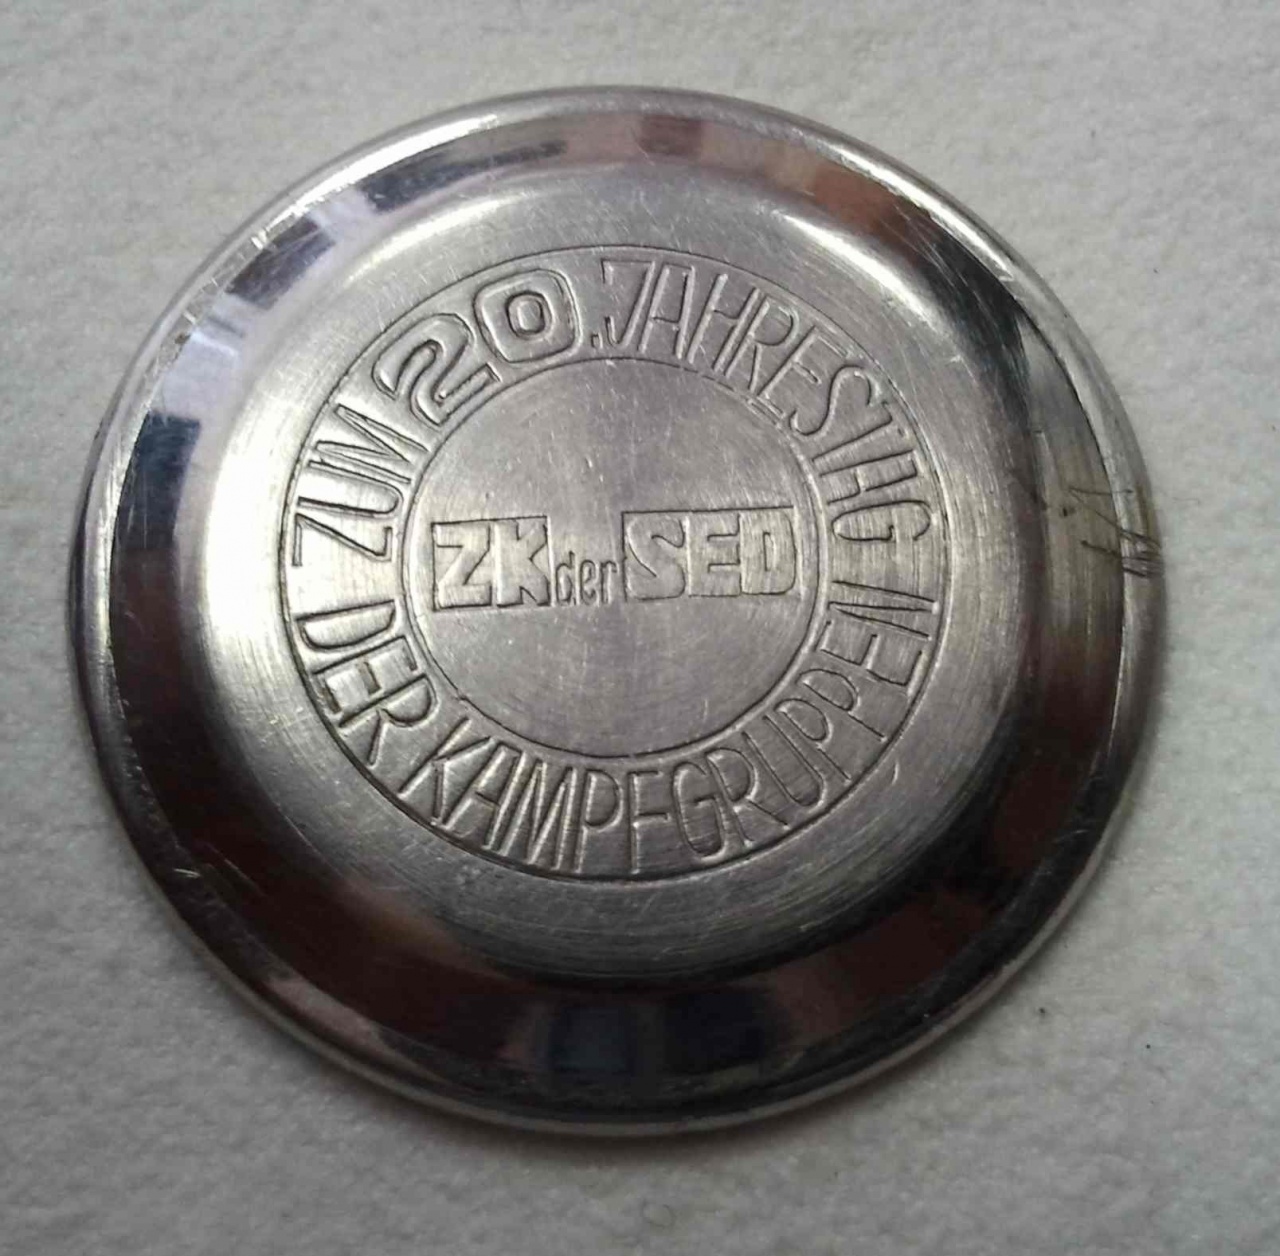 ZUM 20. JAHRESTAG
DER KAMPFGRUPPEN
ZK der SED